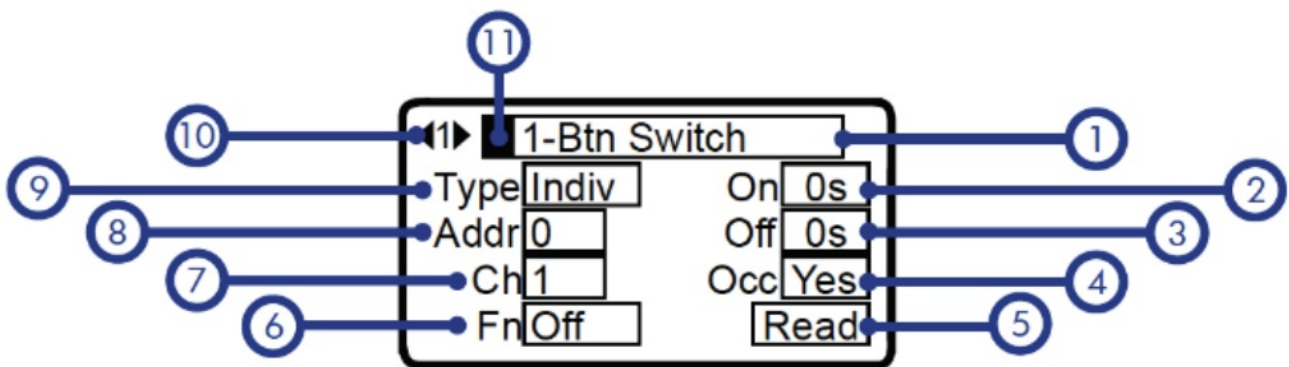 11
10 ◀1▶ 1-Btn Switch 1
9 Type Indiv On 0s 2
8 Addr 0 Off 0s 3
7 Ch 1 Occ Yes 4
6 Fn Off Read 5